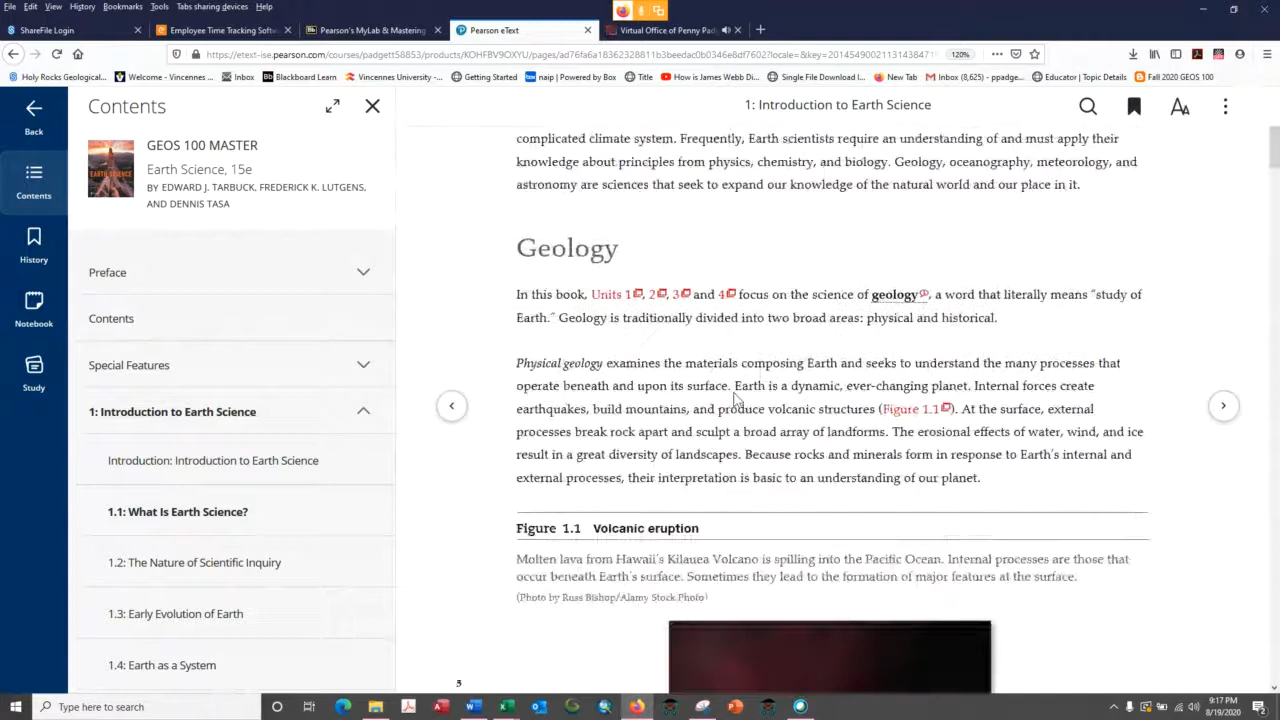 File Edit View History Bookmarks Tools Help
ShareFile Login
Employee Time Tracking Softwa
Pearson's MyLab & Mastering
Pearson eText
Virtual Office of Penny Pad
https://etext-ise.pearson.com/courses/padgett58853/products/
120%
Holy Rocks Geological...
Welcome - Vincennes ...
Inbox
Blackboard Learn
Vincennes University
Getting Started
naip | Powered by Box
Title
How is James Webb Di...
Single File Download I...
New Tab
Inbox (8,625) - ppadge...
Educator | Topic Details
Fall 2020 GEOS 100
Back
Contents
History
Notebook
Study
Contents
GEOS 100 MASTER
Earth Science, 15e
BY EDWARD J. TARBUCK, FREDERICK K. LUTGENS,
AND DENNIS TASA
Preface
Contents
Special Features
1: Introduction to Earth Science
Introduction: Introduction to Earth Science
1.1: What Is Earth Science?
1.2: The Nature of Scientific Inquiry
1.3: Early Evolution of Earth
1.4: Earth as a System
1: Introduction to Earth Science
complicated climate system. Frequently, Earth scientists require an understanding of and must apply their
knowledge about principles from physics, chemistry, and biology. Geology, oceanography, meteorology, and
astronomy are sciences that seek to expand our knowledge of the natural world and our place in it.
Geology
In this book, Units 1, 2, 3 and 4 focus on the science of geology, a word that literally means "study of
Earth." Geology is traditionally divided into two broad areas: physical and historical.
Physical geology examines the materials composing Earth and seeks to understand the many processes that
operate beneath and upon its surface. Earth is a dynamic, ever-changing planet. Internal forces create
earthquakes, build mountains, and produce volcanic structures (Figure 1.1). At the surface, external
processes break rock apart and sculpt a broad array of landforms. The erosional effects of water, wind, and ice
result in a great diversity of landscapes. Because rocks and minerals form in response to Earth's internal and
external processes, their interpretation is basic to an understanding of our planet.
Figure 1.1 Volcanic eruption
Molten lava from Hawaii's Kilauea Volcano is spilling into the Pacific Ocean. Internal processes are those that
occur beneath Earth's surface. Sometimes they lead to the formation of major features at the surface.
(Photo by Russ Bishop/Alamy Stock Photo)
5
Type here to search
9:17 PM
8/19/2020